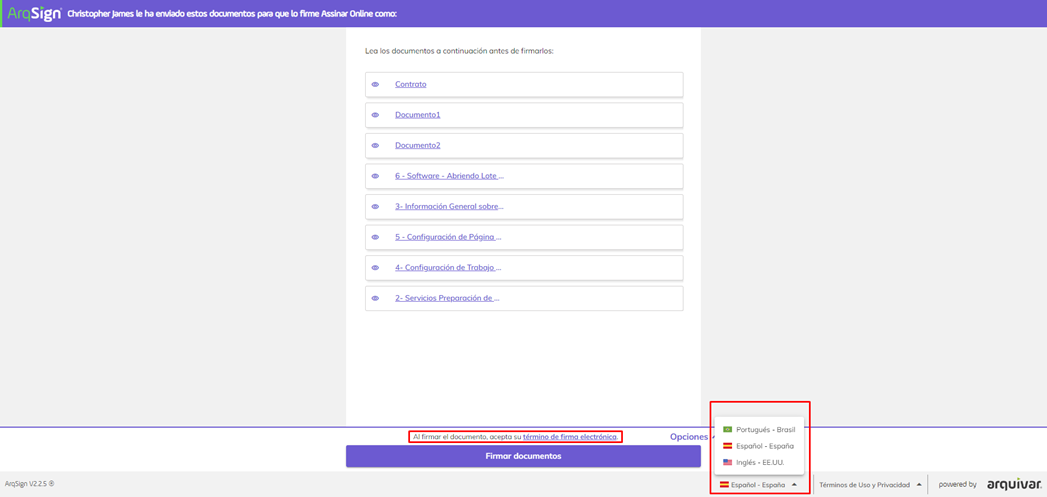 ArqSign® Christopher James le ha enviado estos documentos para que lo firme Assinar Online como:
Lea los documentos a continuación antes de firmarlos:
Contrato
Documento1
Documento2
6 - Software - Abriendo Lote ...
3- Información General sobre...
5 - Configuración de Página ...
4- Configuración de Trabajo ...
2- Servicios Preparación de ...
Al firmar el documento, acepta su término de firma electrónica.
Opciones
Firmar documentos
Portugués - Brasil
Español - España
Inglés - EE.UU.
ArqSign V2.2.5 ®
Español - España
Términos de Uso y Privacidad
powered by arquivar.